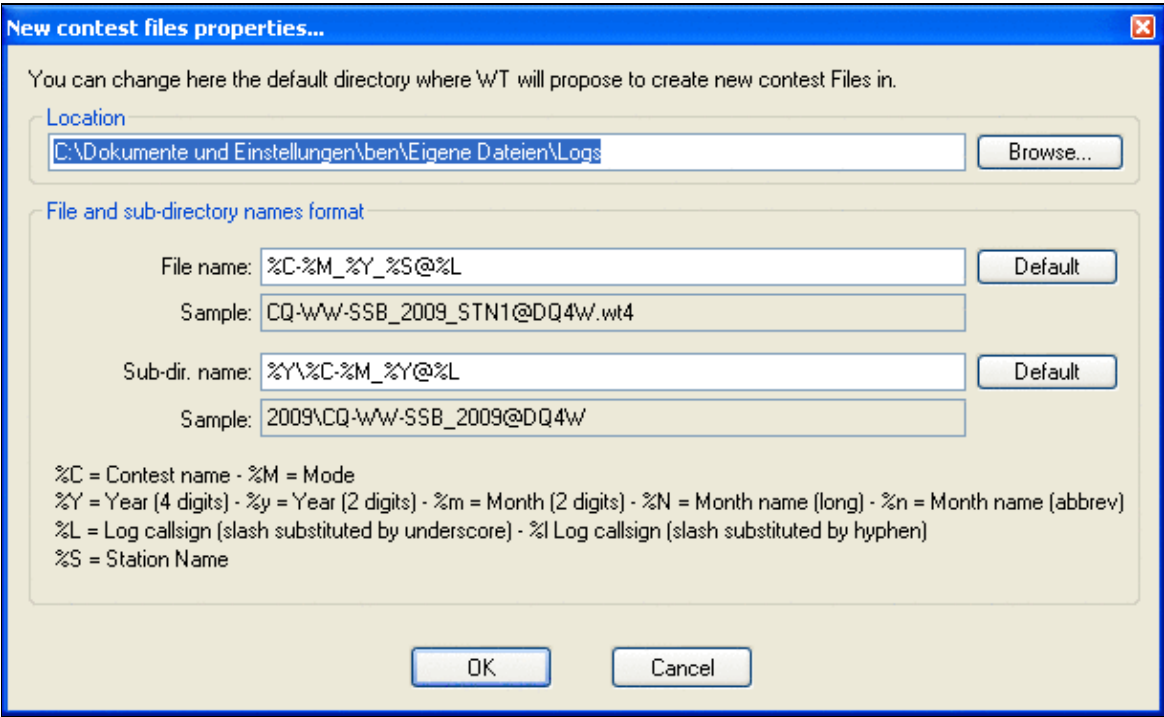 New contest files properties...
You can change here the default directory where WT will propose to create new contest Files in.
Location
C:\Dokumente und Einstellungen\ben\Eigene Dateien\Logs
Browse...
File and sub-directory names format
File name: %C-%M_%Y_%S@%L Default
Sample: CQ-WW-SSB_2009_STN1@DQ4W.wt4
Sub-dir. name: %Y\%C-%M_%Y@%L Default
Sample: 2009\CQ-WW-SSB_2009@DQ4W
%C = Contest name - %M = Mode
%Y = Year (4 digits) - %y = Year (2 digits) - %m = Month (2 digits) - %N = Month name (long) - %n = Month name (abbrev)
%L = Log callsign (slash substituted by underscore) - %l Log callsign (slash substituted by hyphen)
%S = Station Name
OK Cancel